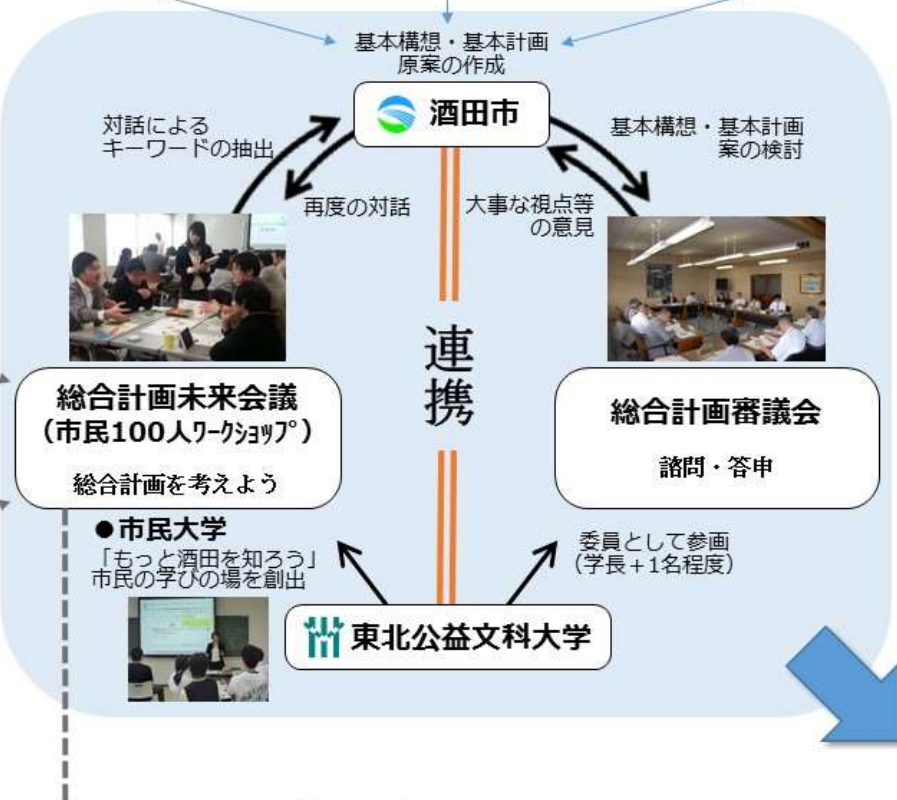 基本構想・基本計画
原案の作成
酒田市
対話による
キーワードの抽出
基本構想・基本計画
案の検討
再度の対話
大事な視点等
の意見
連携
総合計画未来会議
（市民100人ﾜｰｸｼｮｯﾌﾟ）
総合計画を考えよう
総合計画審議会
諮問・答申
●市民大学
「もっと酒田を知ろう」
市民の学びの場を創出
委員として参画
（学長＋1名程度）
東北公益文科大学